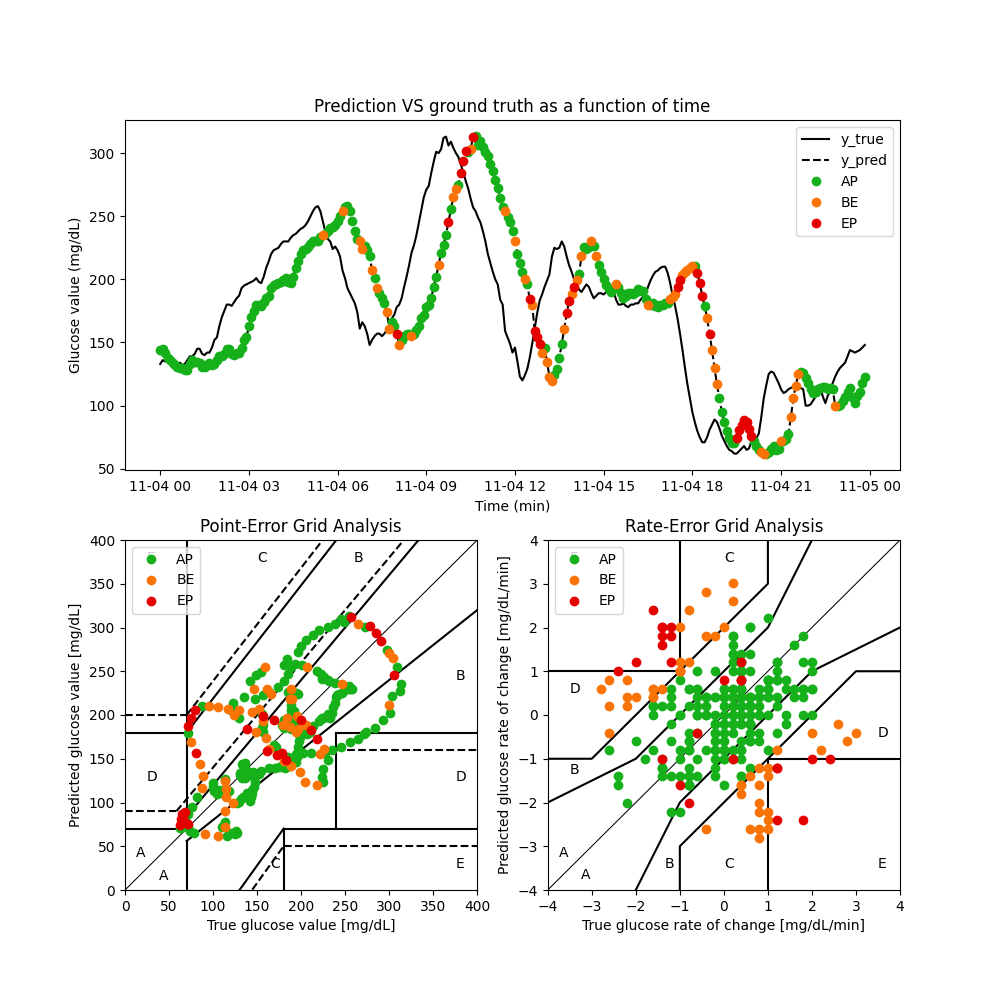 Prediction VS ground truth as a function of time
Glucose value (mg/dL)
300
250
200
150
100
50
y_true
y_pred
AP
BE
EP
11-04 00 11-04 03 11-04 06 11-04 09 11-04 12 11-04 15 11-04 18 11-04 21 11-05 00
Time (min)
Point-Error Grid Analysis
Predicted glucose value [mg/dL]
400
350
300
250
200
150
100
50
0
AP
BE
EP
C
B
B
D
D
A
A
C
E
0 50 100 150 200 250 300 350 400
True glucose value [mg/dL]
Rate-Error Grid Analysis
Predicted glucose rate of change [mg/dL/min]
4
3
2
1
0
−1
−2
−3
−4
AP
BE
EP
C
D
D
B
A
A
B
C
E
−4 −3 −2 −1 0 1 2 3 4
True glucose rate of change [mg/dL/min]